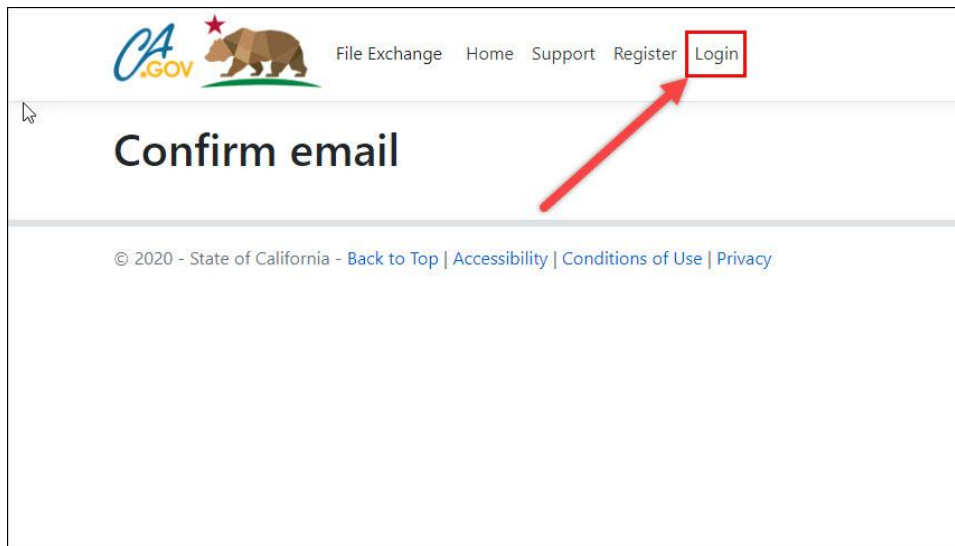 CA.GOV File Exchange Home Support Register Login
Confirm email
© 2020 - State of California - Back to Top | Accessibility | Conditions of Use | Privacy